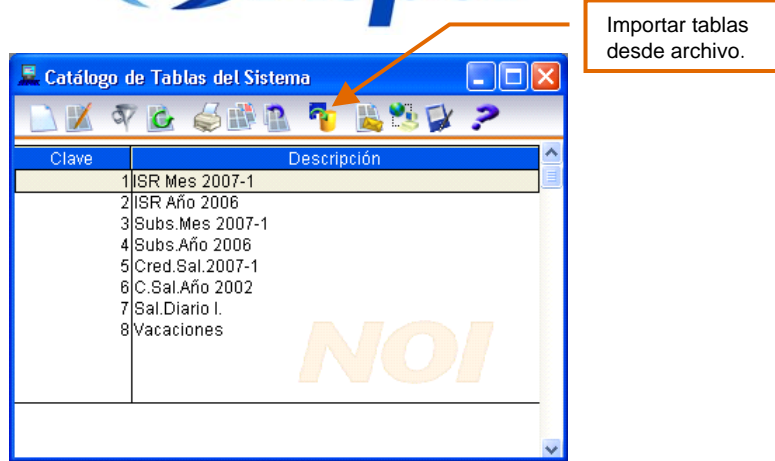 Importar tablas
desde archivo.
Catálogo de Tablas del Sistema
Clave Descripción
1 ISR Mes 2007-1
2 ISR Año 2006
3 Subs.Mes 2007-1
4 Subs.Año 2006
5 Cred.Sal.2007-1
6 C.Sal.Año 2002
7 Sal.Diario I.
8 Vacaciones
NOI